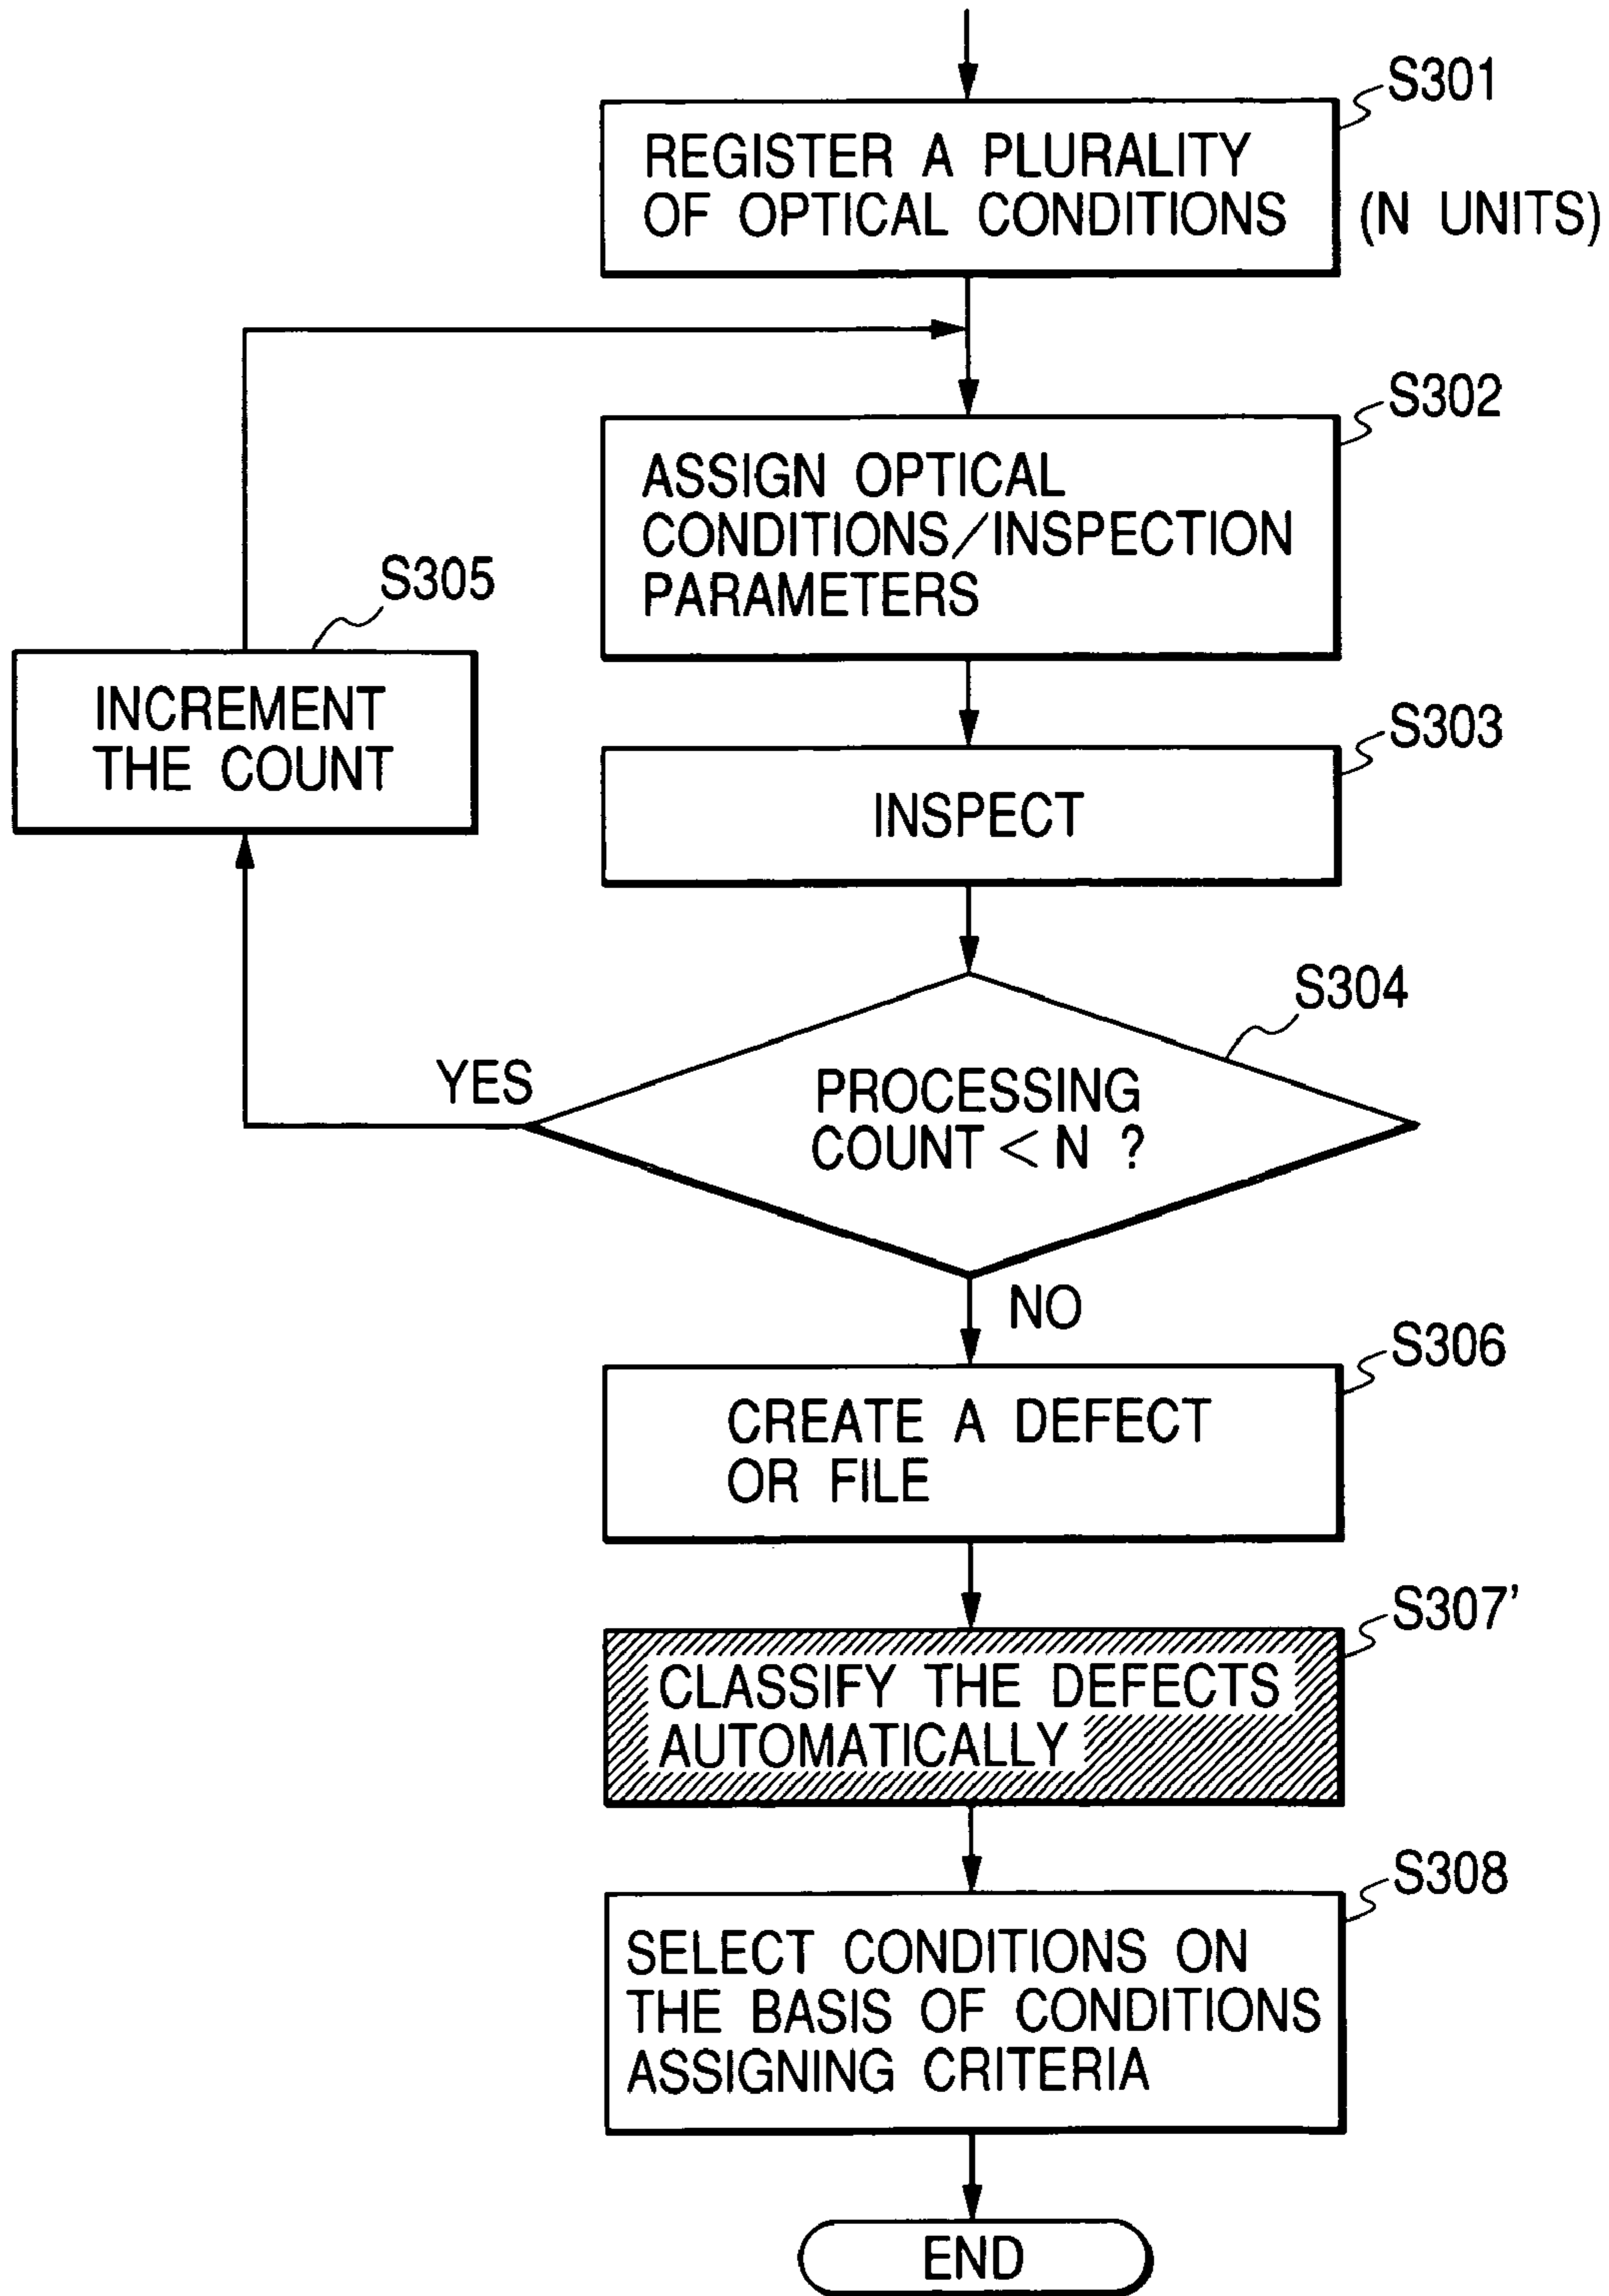 S301
REGISTER A PLURALITY
OF OPTICAL CONDITIONS
(N UNITS)
S302
ASSIGN OPTICAL
CONDITIONS/INSPECTION
PARAMETERS
S305
INCREMENT
THE COUNT
S303
INSPECT
S304
YES
PROCESSING
COUNT < N ?
NO
S306
CREATE A DEFECT
OR FILE
S307'
CLASSIFY THE DEFECTS
AUTOMATICALLY
S308
SELECT CONDITIONS ON
THE BASIS OF CONDITIONS
ASSIGNING CRITERIA
END